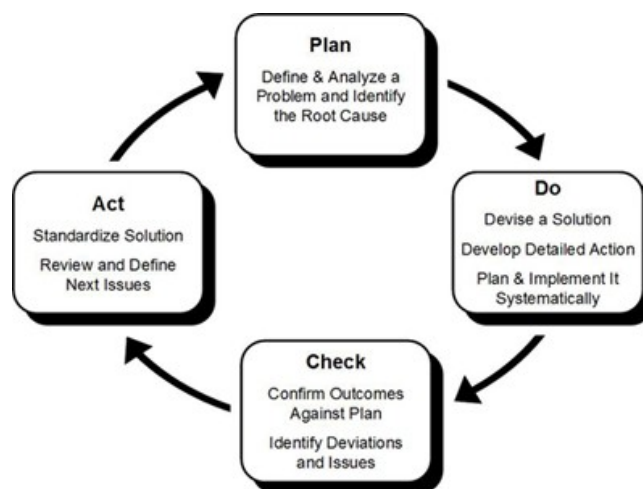 Plan
Define & Analyze a
Problem and Identify
the Root Cause
Do
Devise a Solution
Develop Detailed Action
Plan & Implement It
Systematically
Check
Confirm Outcomes
Against Plan
Identify Deviations
and Issues
Act
Standardize Solution
Review and Define
Next Issues